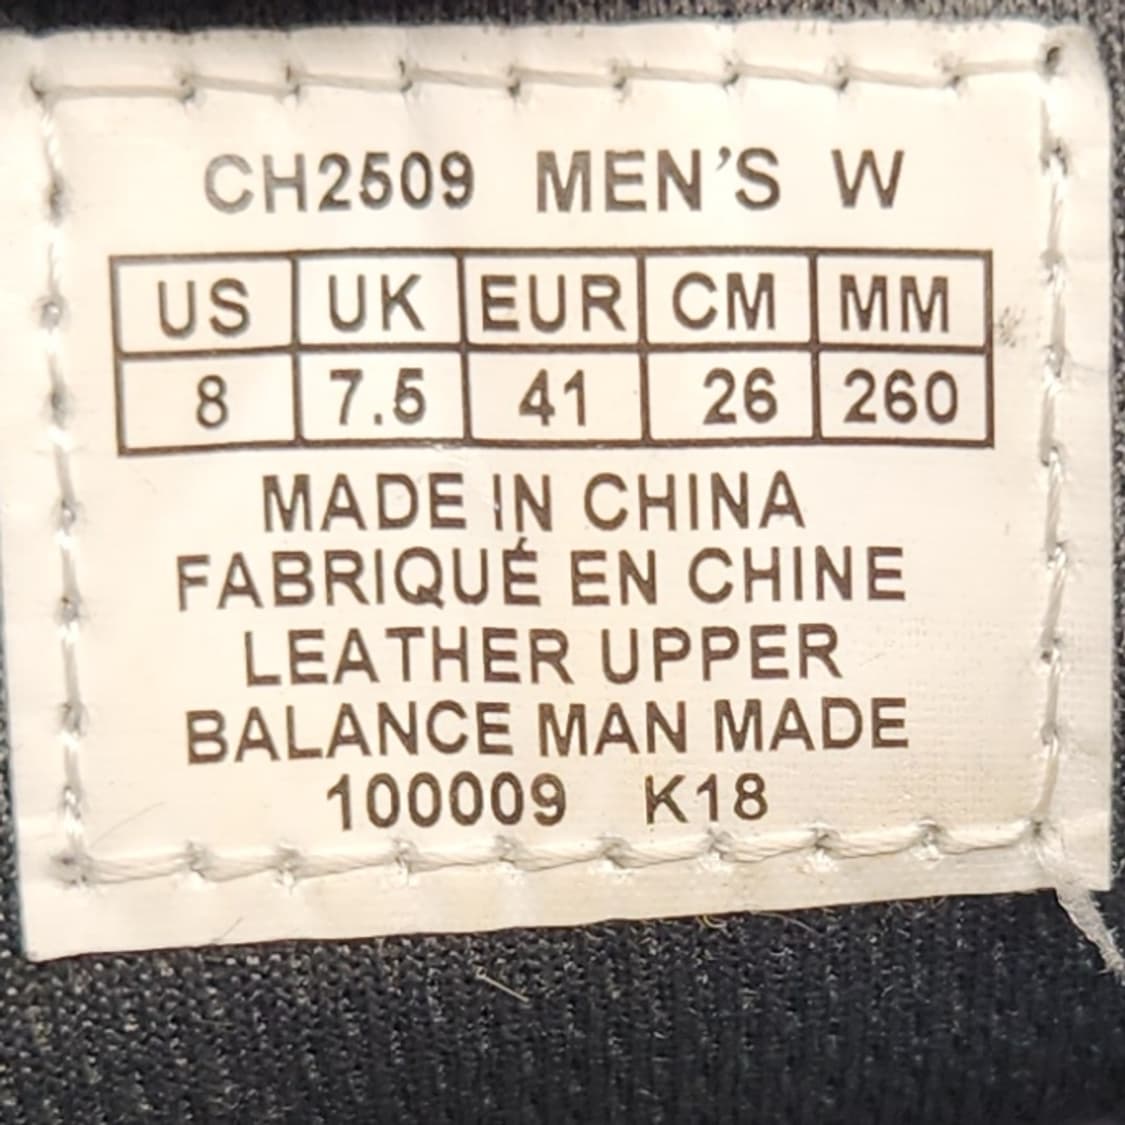 CH2509 MEN'S W
US UK EUR CM MM
8 7.5 41 26 260
MADE IN CHINA
FABRIQUÉ EN CHINE
LEATHER UPPER
BALANCE MAN MADE
100009 K18